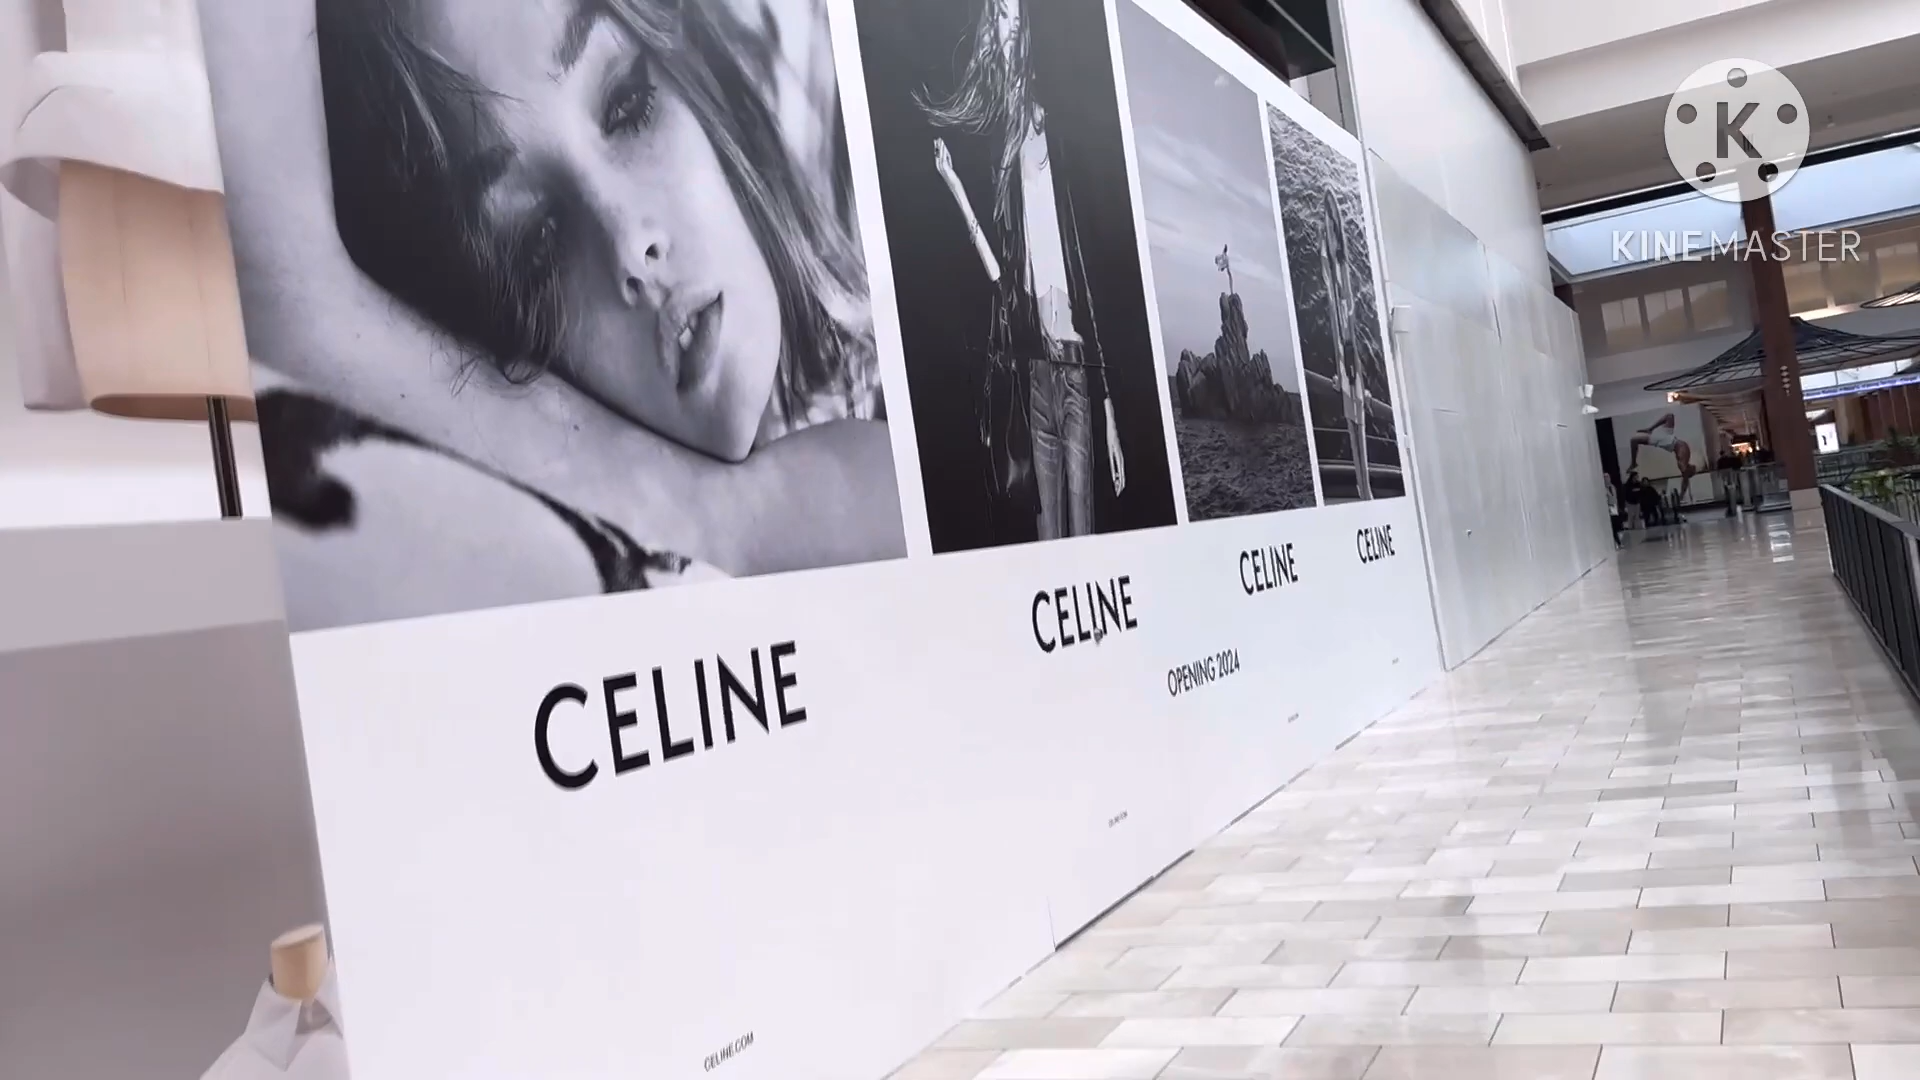 K
KINEMASTER
CELINE
CELINE
CELINE
CELINE
OPENING 2024
CELINE.COM